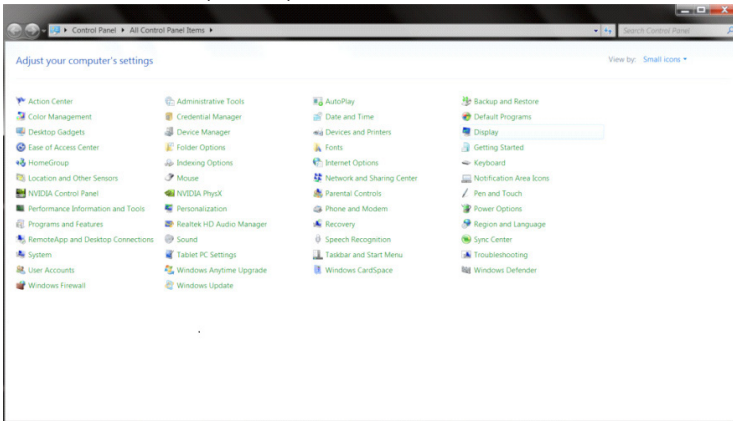 Control Panel ▸ All Control Panel Items ▸
Search Control Panel
Adjust your computer's settings
View by: Small icons
Action Center Administrative Tools AutoPlay Backup and Restore
Color Management Credential Manager Date and Time Default Programs
Desktop Gadgets Device Manager Devices and Printers Display
Ease of Access Center Folder Options Fonts Getting Started
HomeGroup Indexing Options Internet Options Keyboard
Location and Other Sensors Mouse Network and Sharing Center Notification Area Icons
NVIDIA Control Panel NVIDIA PhysX Parental Controls Pen and Touch
Performance Information and Tools Personalization Phone and Modem Power Options
Programs and Features Realtek HD Audio Manager Recovery Region and Language
RemoteApp and Desktop Connections Sound Speech Recognition Sync Center
System Tablet PC Settings Taskbar and Start Menu Troubleshooting
User Accounts Windows Anytime Upgrade Windows CardSpace Windows Defender
Windows Firewall Windows Update